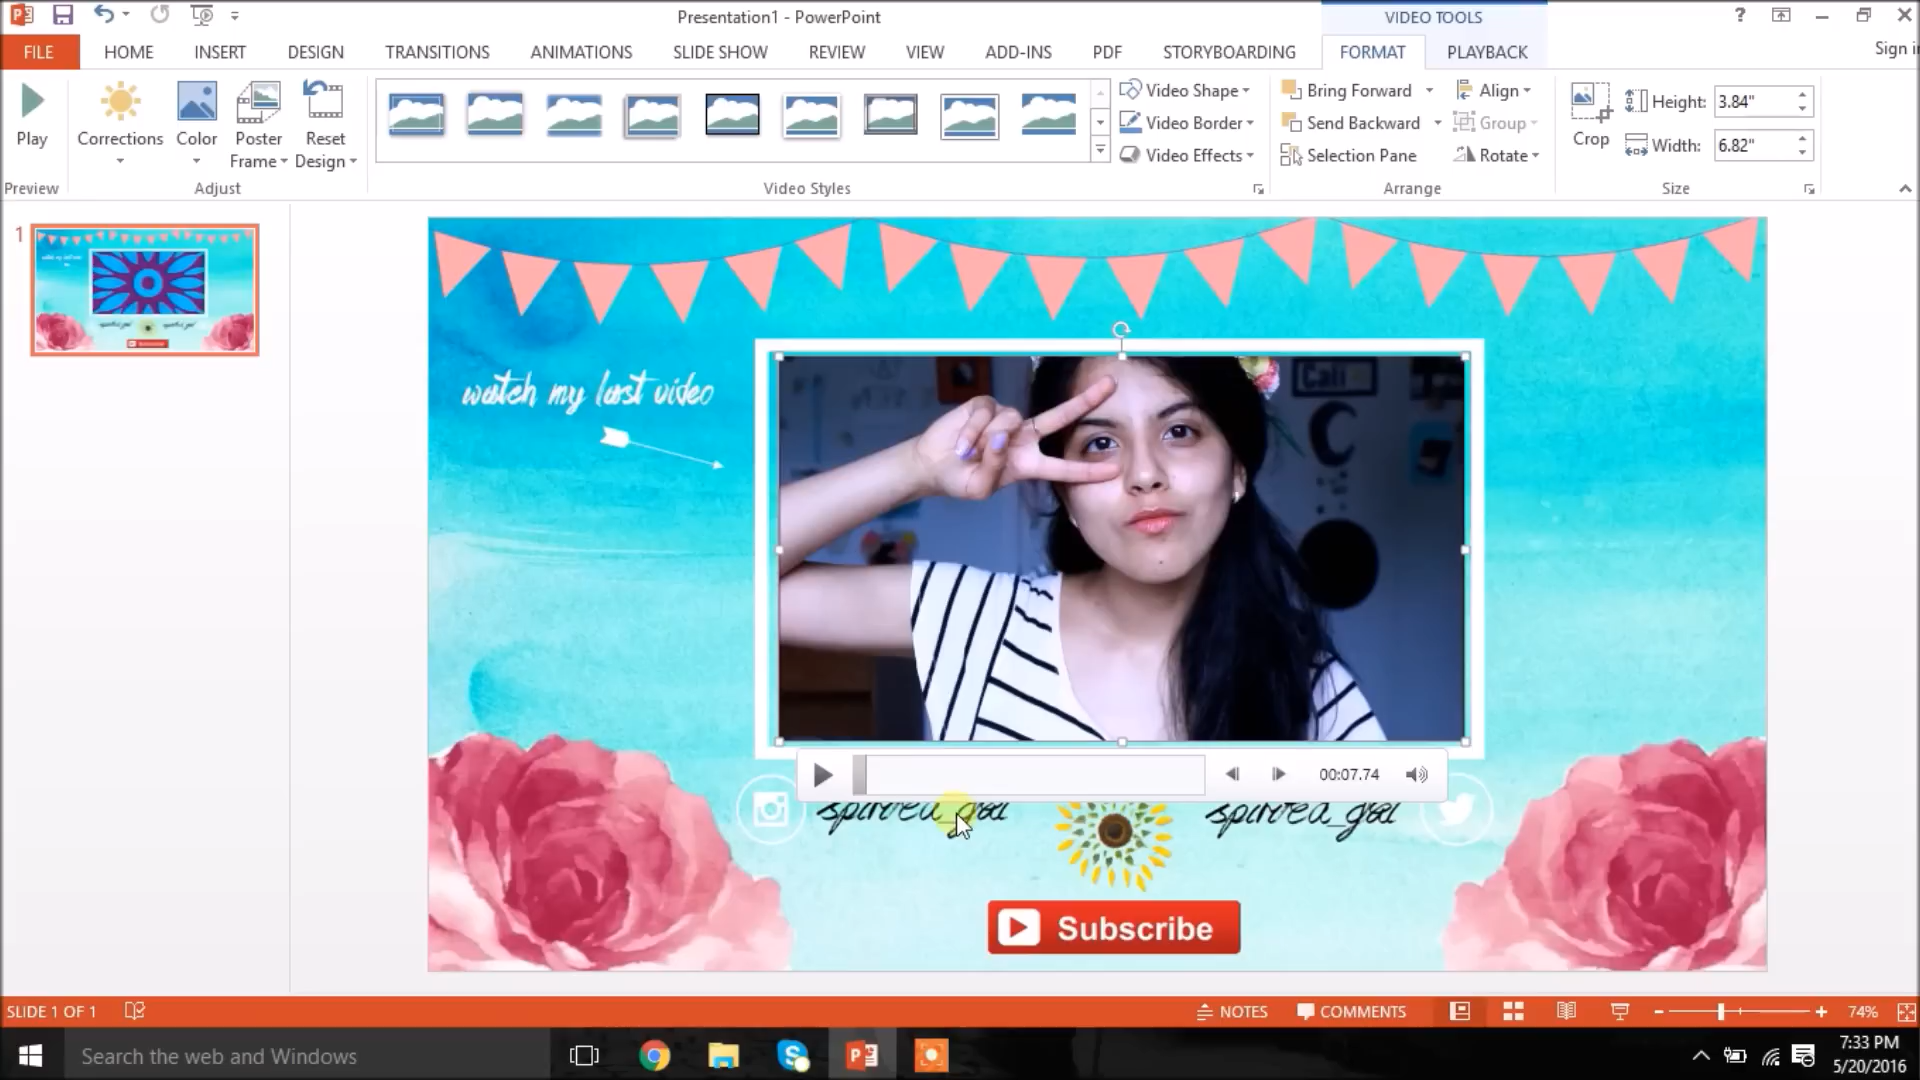 Presentation1 - PowerPoint
VIDEO TOOLS
?
FILE HOME INSERT DESIGN TRANSITIONS ANIMATIONS SLIDE SHOW REVIEW VIEW ADD-INS PDF STORYBOARDING FORMAT PLAYBACK
Sign in
Play
Corrections
Color
Poster Frame
Reset Design
Video Shape
Video Border
Video Effects
Bring Forward
Send Backward
Selection Pane
Align
Group
Rotate
Crop
Height: 3.84"
Width: 6.82"
Preview
Adjust
Video Styles
Arrange
Size
1
watch my last video
Cali
00:07.74
Subscribe
SLIDE 1 OF 1
NOTES
COMMENTS
74%
Search the web and Windows
7:33 PM
5/20/2016